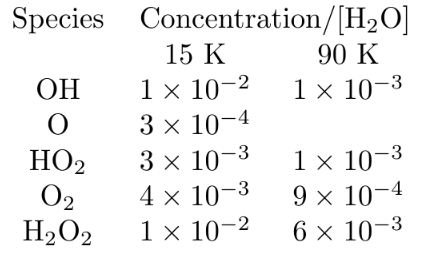 Species Concentration/[H₂O]
15 K 90 K
OH 1 × 10⁻² 1 × 10⁻³
O 3 × 10⁻⁴
HO₂ 3 × 10⁻³ 1 × 10⁻³
O₂ 4 × 10⁻³ 9 × 10⁻⁴
H₂O₂ 1 × 10⁻² 6 × 10⁻³